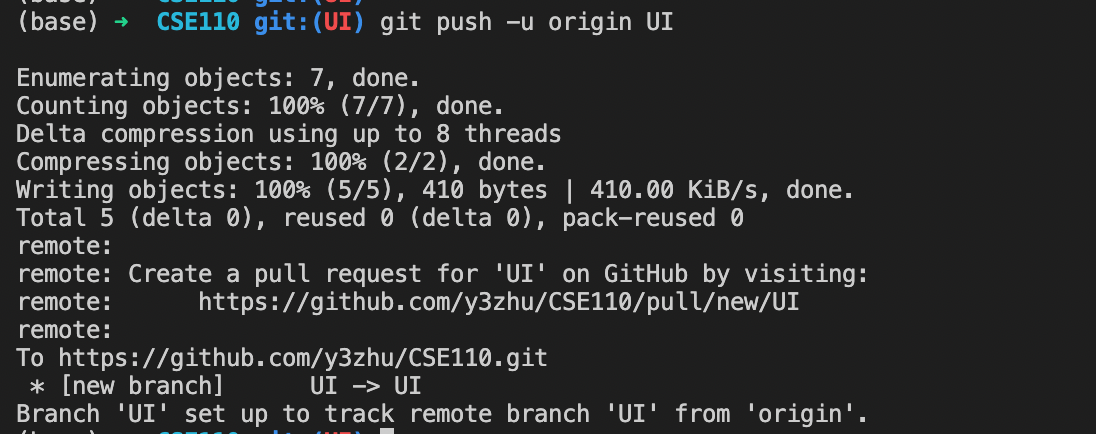 (base) ➜  CSE110 git:(UI) git push -u origin UI
Enumerating objects: 7, done.
Counting objects: 100% (7/7), done.
Delta compression using up to 8 threads
Compressing objects: 100% (2/2), done.
Writing objects: 100% (5/5), 410 bytes | 410.00 KiB/s, done.
Total 5 (delta 0), reused 0 (delta 0), pack-reused 0
remote:
remote: Create a pull request for 'UI' on GitHub by visiting:
remote:      https://github.com/y3zhu/CSE110/pull/new/UI
remote:
To https://github.com/y3zhu/CSE110.git
 * [new branch]      UI -> UI
Branch 'UI' set up to track remote branch 'UI' from 'origin'.